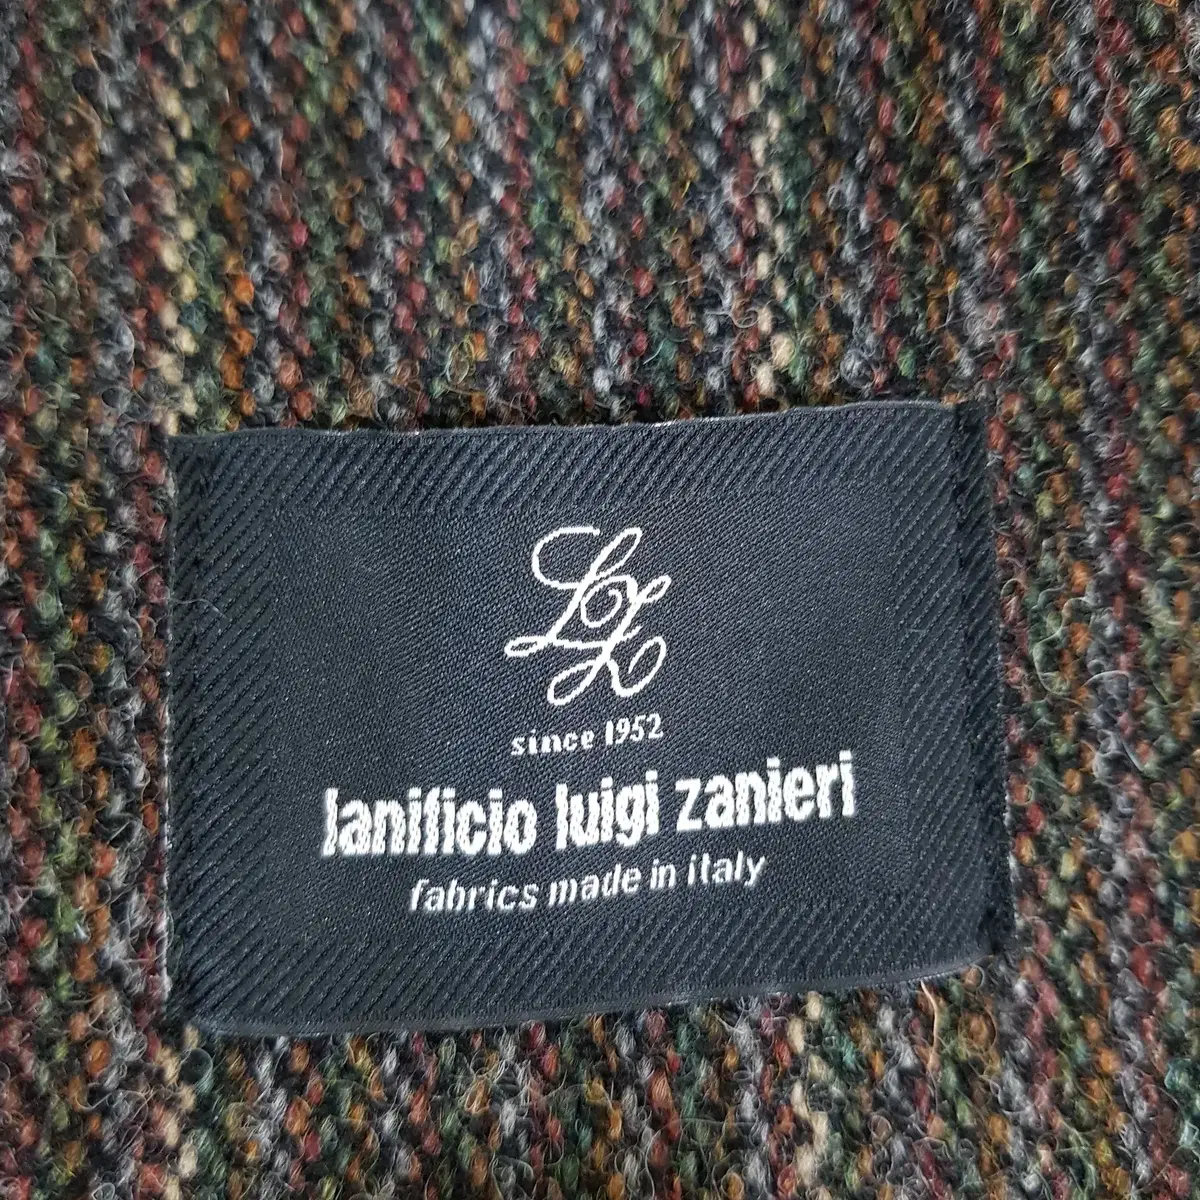 LZ
since 1952
lanificio luigi zanieri
fabrics made in italy